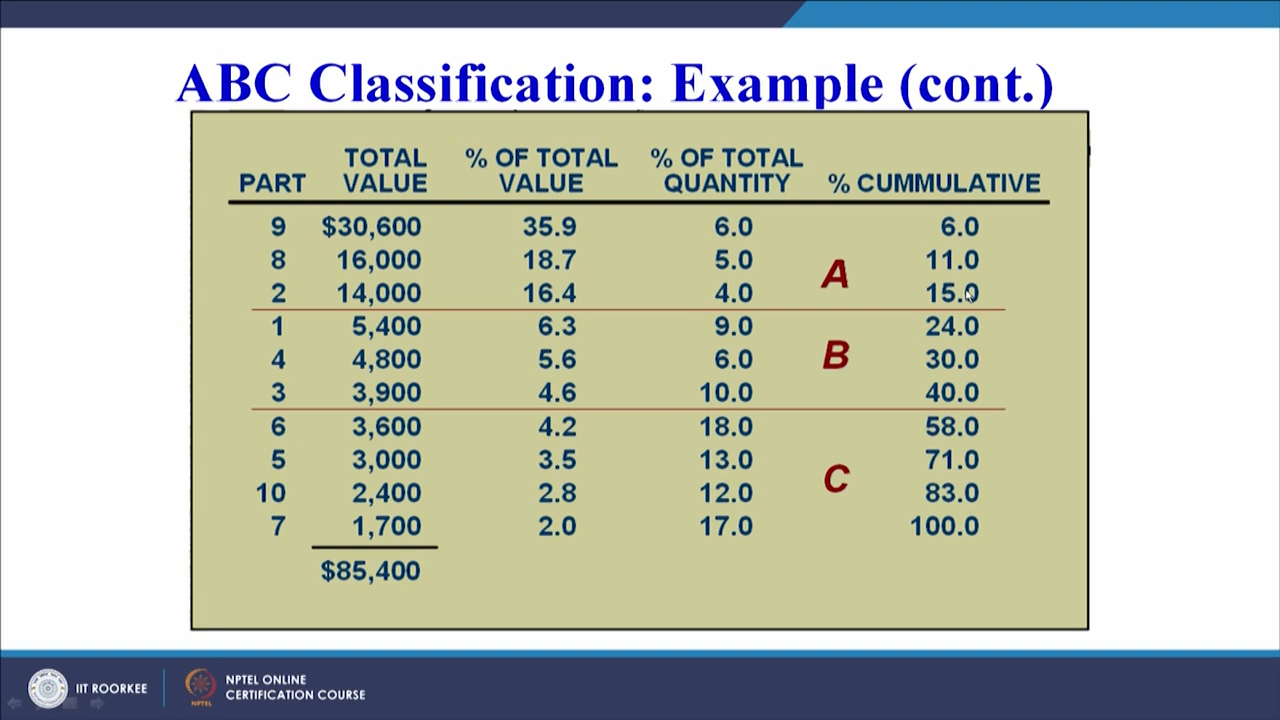 ABC Classification: Example (cont.)
PART TOTAL VALUE % OF TOTAL VALUE % OF TOTAL QUANTITY % CUMMULATIVE
9 $30,600 35.9 6.0 6.0
8 16,000 18.7 5.0 11.0
A
2 14,000 16.4 4.0 15.0
1 5,400 6.3 9.0 24.0
B
4 4,800 5.6 6.0 30.0
3 3,900 4.6 10.0 40.0
6 3,600 4.2 18.0 58.0
5 3,000 3.5 13.0 71.0
C
10 2,400 2.8 12.0 83.0
7 1,700 2.0 17.0 100.0
$85,400
IIT ROORKEE
NPTEL
NPTEL ONLINE
CERTIFICATION COURSE